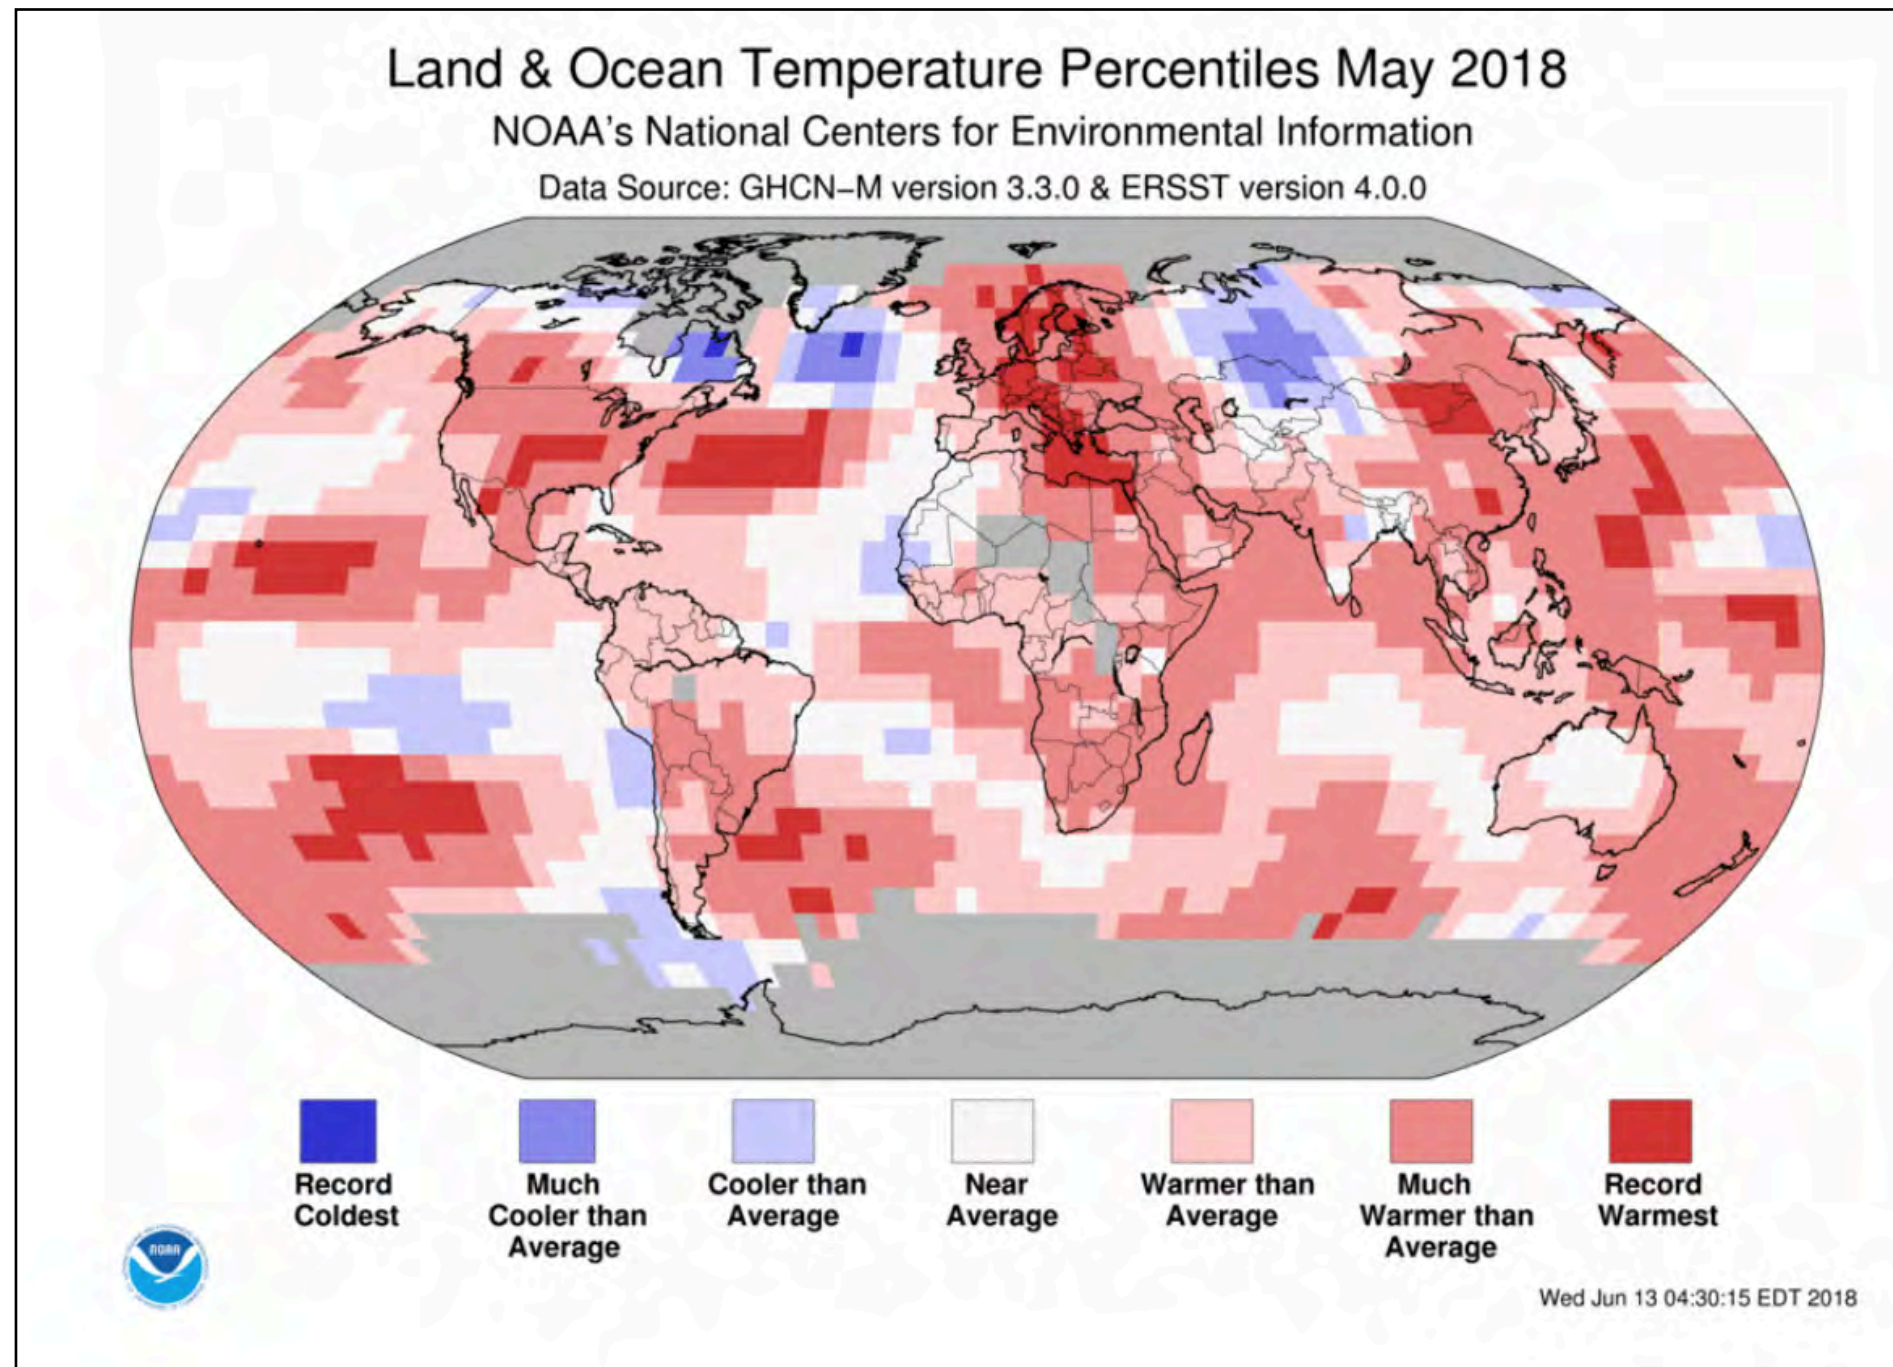 Land & Ocean Temperature Percentiles May 2018
NOAA's National Centers for Environmental Information
Data Source: GHCN–M version 3.3.0 & ERSST version 4.0.0
Record
Coldest
Much
Cooler than
Average
Cooler than
Average
Near
Average
Warmer than
Average
Much
Warmer than
Average
Record
Warmest
NOAA
Wed Jun 13 04:30:15 EDT 2018